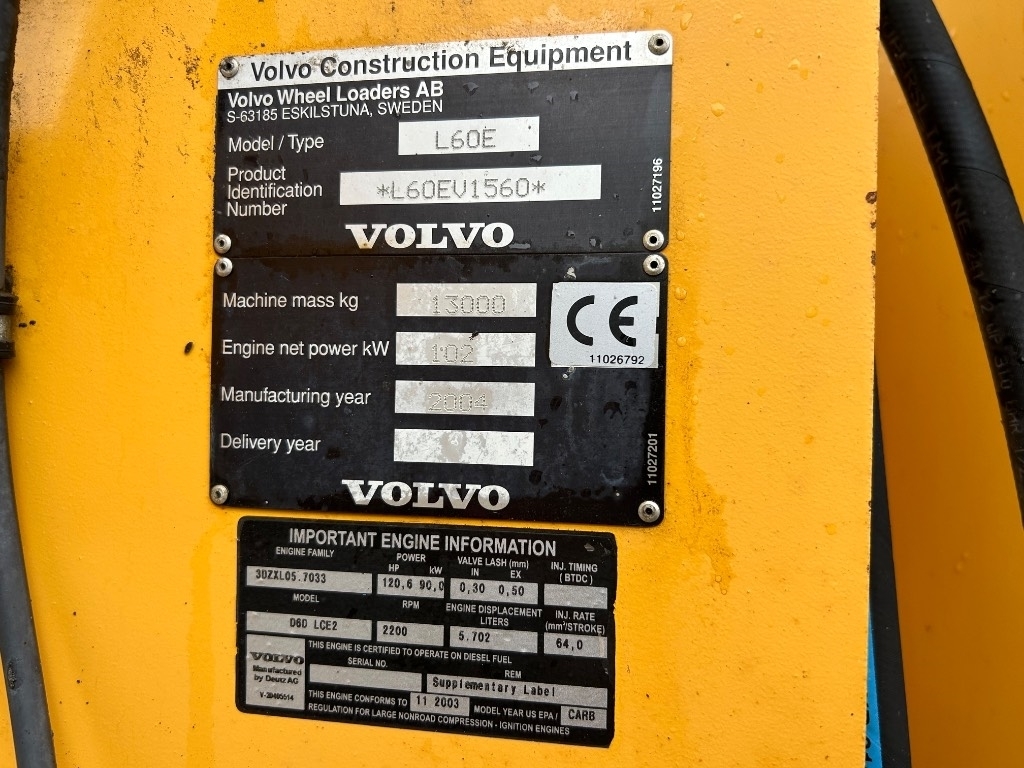 Volvo Construction Equipment
Volvo Wheel Loaders AB
S-63185 ESKILSTUNA, SWEDEN
Model / Type L60E
Product
Identification
Number
*L60EV1560*
11027196
VOLVO
Machine mass kg 13000
Engine net power kW 102
CE
11026792
Manufacturing year 2004
Delivery year
11027201
VOLVO
IMPORTANT ENGINE INFORMATION
ENIGINE FAMILY
3DZXL05.7033
POWER
HP kW
120,6 90,0
VALVE LASH (mm)
IN EX
0,30 0,50
INJ. TIMING
( BTDC )
MODEL
D6D LCE2
RPM
2200
ENGINE DISPLACEMENT
LITERS
5.702
INJ. RATE
(mm³/STROKE)
64,0
THIS ENGINE IS CERTIFIED TO OPERATE ON DIESEL FUEL
SERIAL NO.
REM
Supplementary Label
VOLVO
Manufactured
by Deutz AG
V-20405514
THIS ENGINE CONFORMS TO 11 2003 MODEL YEAR US EPA / CARB
REGULATION FOR LARGE NONROAD COMPRESSION - IGNITION ENGINES